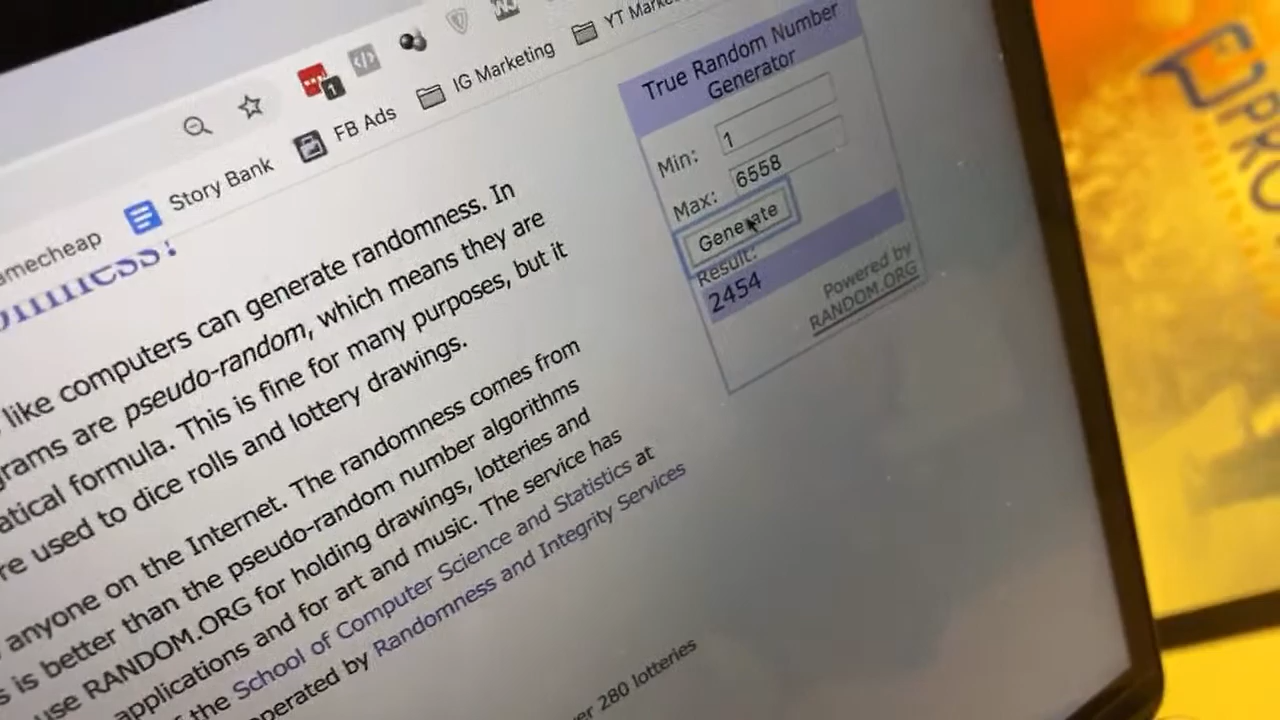 YT Marke
IG Marketing
FB Ads
Story Bank
amecheap
True Random Number
Generator
Min: 1
Max: 6558
Generate
Result:
2454
Powered by
RANDOM.ORG
like computers can generate randomness. In
grams are pseudo-random, which means they are
atical formula. This is fine for many purposes, but it
re used to dice rolls and lottery drawings.
anyone on the Internet. The randomness comes from
s is better than the pseudo-random number algorithms
use RANDOM.ORG for holding drawings, lotteries and
applications and for art and music. The service has
the School of Computer Science and Statistics at
operated by Randomness and Integrity Services
er 280 lotteries
PRO